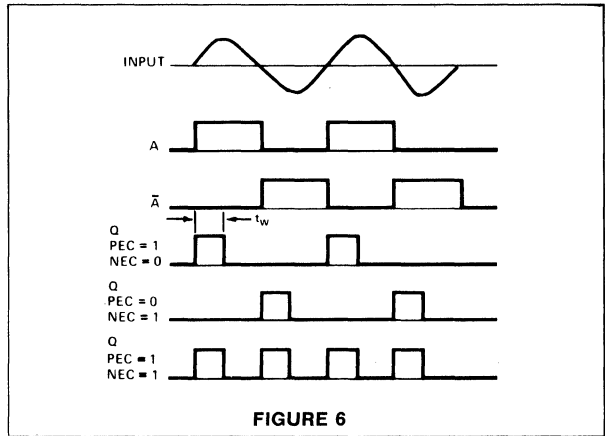 INPUT
A
Ā
t_w
Q
PEC = 1
NEC = 0
Q
PEC = 0
NEC = 1
Q
PEC = 1
NEC = 1
FIGURE 6